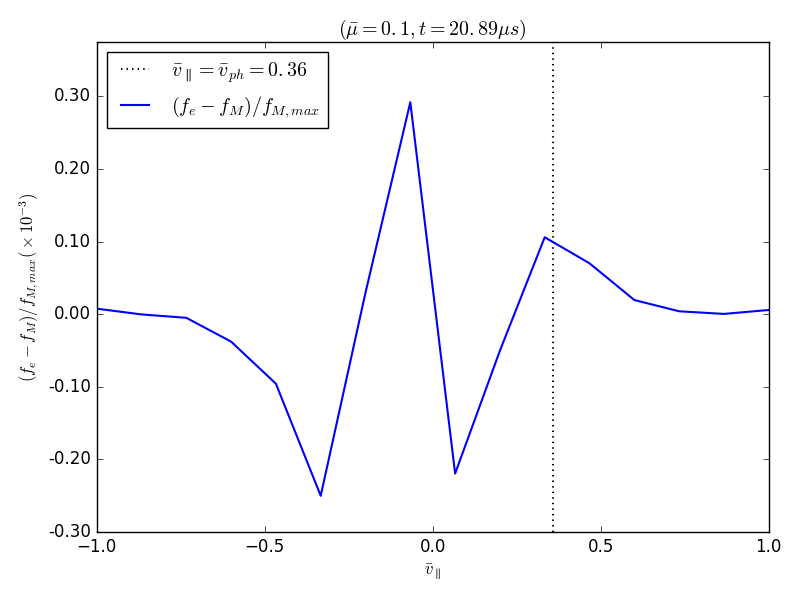 (μ̄ = 0.1, t = 20.89μs)
v̄∥ = v̄ph = 0.36
(fe − fM)/fM,max
0.30
0.20
0.10
0.00
-0.10
-0.20
-0.30
(fe − fM)/fM,max(×10⁻³)
−1.0 −0.5 0.0 0.5 1.0
v̄∥